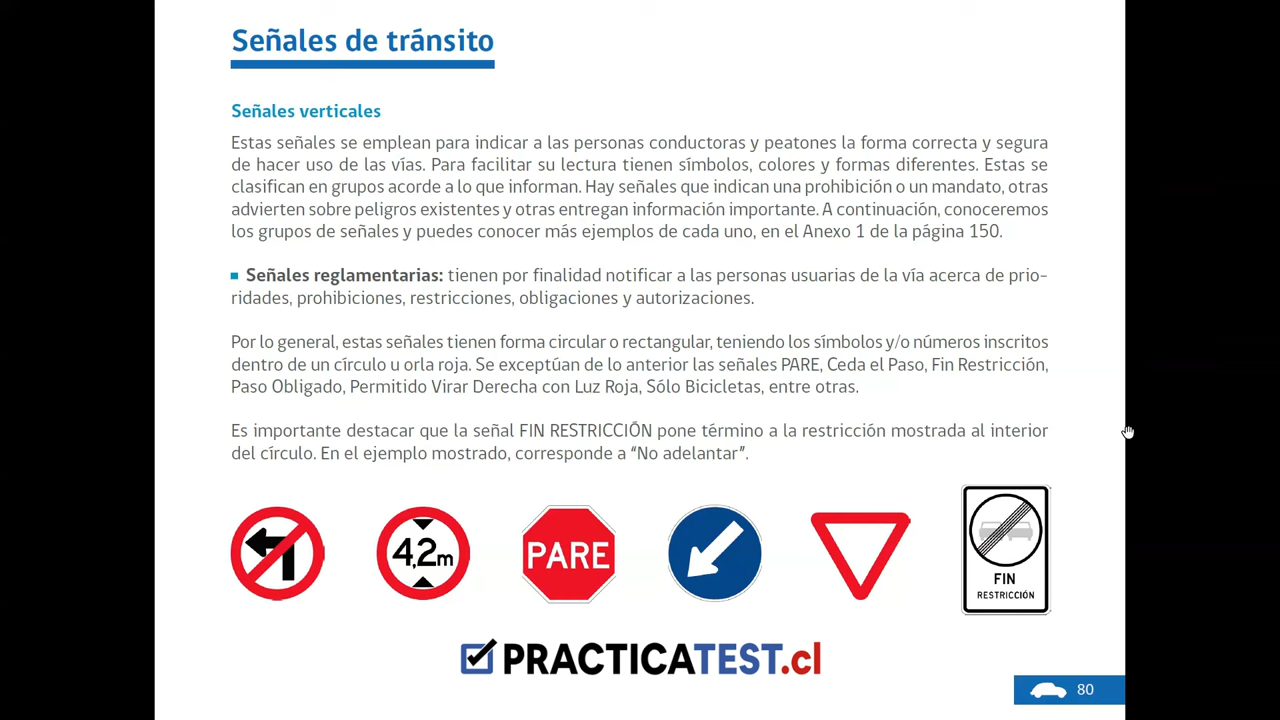 Señales de tránsito
Señales verticales
Estas señales se emplean para indicar a las personas conductoras y peatones la forma correcta y segura
de hacer uso de las vías. Para facilitar su lectura tienen símbolos, colores y formas diferentes. Estas se
clasifican en grupos acorde a lo que informan. Hay señales que indican una prohibición o un mandato, otras
advierten sobre peligros existentes y otras entregan información importante. A continuación, conoceremos
los grupos de señales y puedes conocer más ejemplos de cada uno, en el Anexo 1 de la página 150.
Señales reglamentarias: tienen por finalidad notificar a las personas usuarias de la vía acerca de prio-
ridades, prohibiciones, restricciones, obligaciones y autorizaciones.
Por lo general, estas señales tienen forma circular o rectangular, teniendo los símbolos y/o números inscritos
dentro de un círculo u orla roja. Se exceptúan de lo anterior las señales PARE, Ceda el Paso, Fin Restricción,
Paso Obligado, Permitido Virar Derecha con Luz Roja, Sólo Bicicletas, entre otras.
Es importante destacar que la señal FIN RESTRICCIÓN pone término a la restricción mostrada al interior
del círculo. En el ejemplo mostrado, corresponde a “No adelantar”.
4,2m
PARE
FIN
RESTRICCIÓN
PRACTICATEST.cl
80